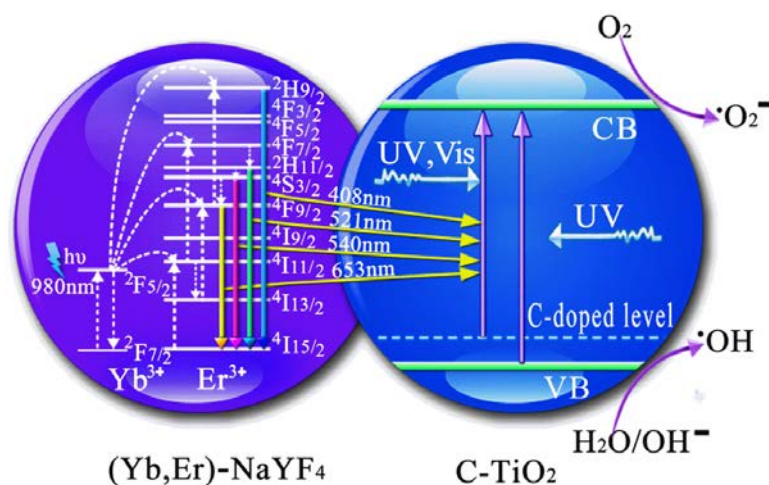 O₂
·O₂⁻
²H9/2
⁴F3/2
⁴F5/2
⁴F7/2
²H11/2
⁴S3/2
⁴F9/2
⁴I9/2
⁴I11/2
⁴I13/2
⁴I15/2
hυ
980nm
²F5/2
²F7/2
Yb³⁺
Er³⁺
408nm
521nm
540nm
653nm
CB
UV,Vis
UV
C-doped level
VB
·OH
H₂O/OH⁻
(Yb,Er)-NaYF₄
C-TiO₂